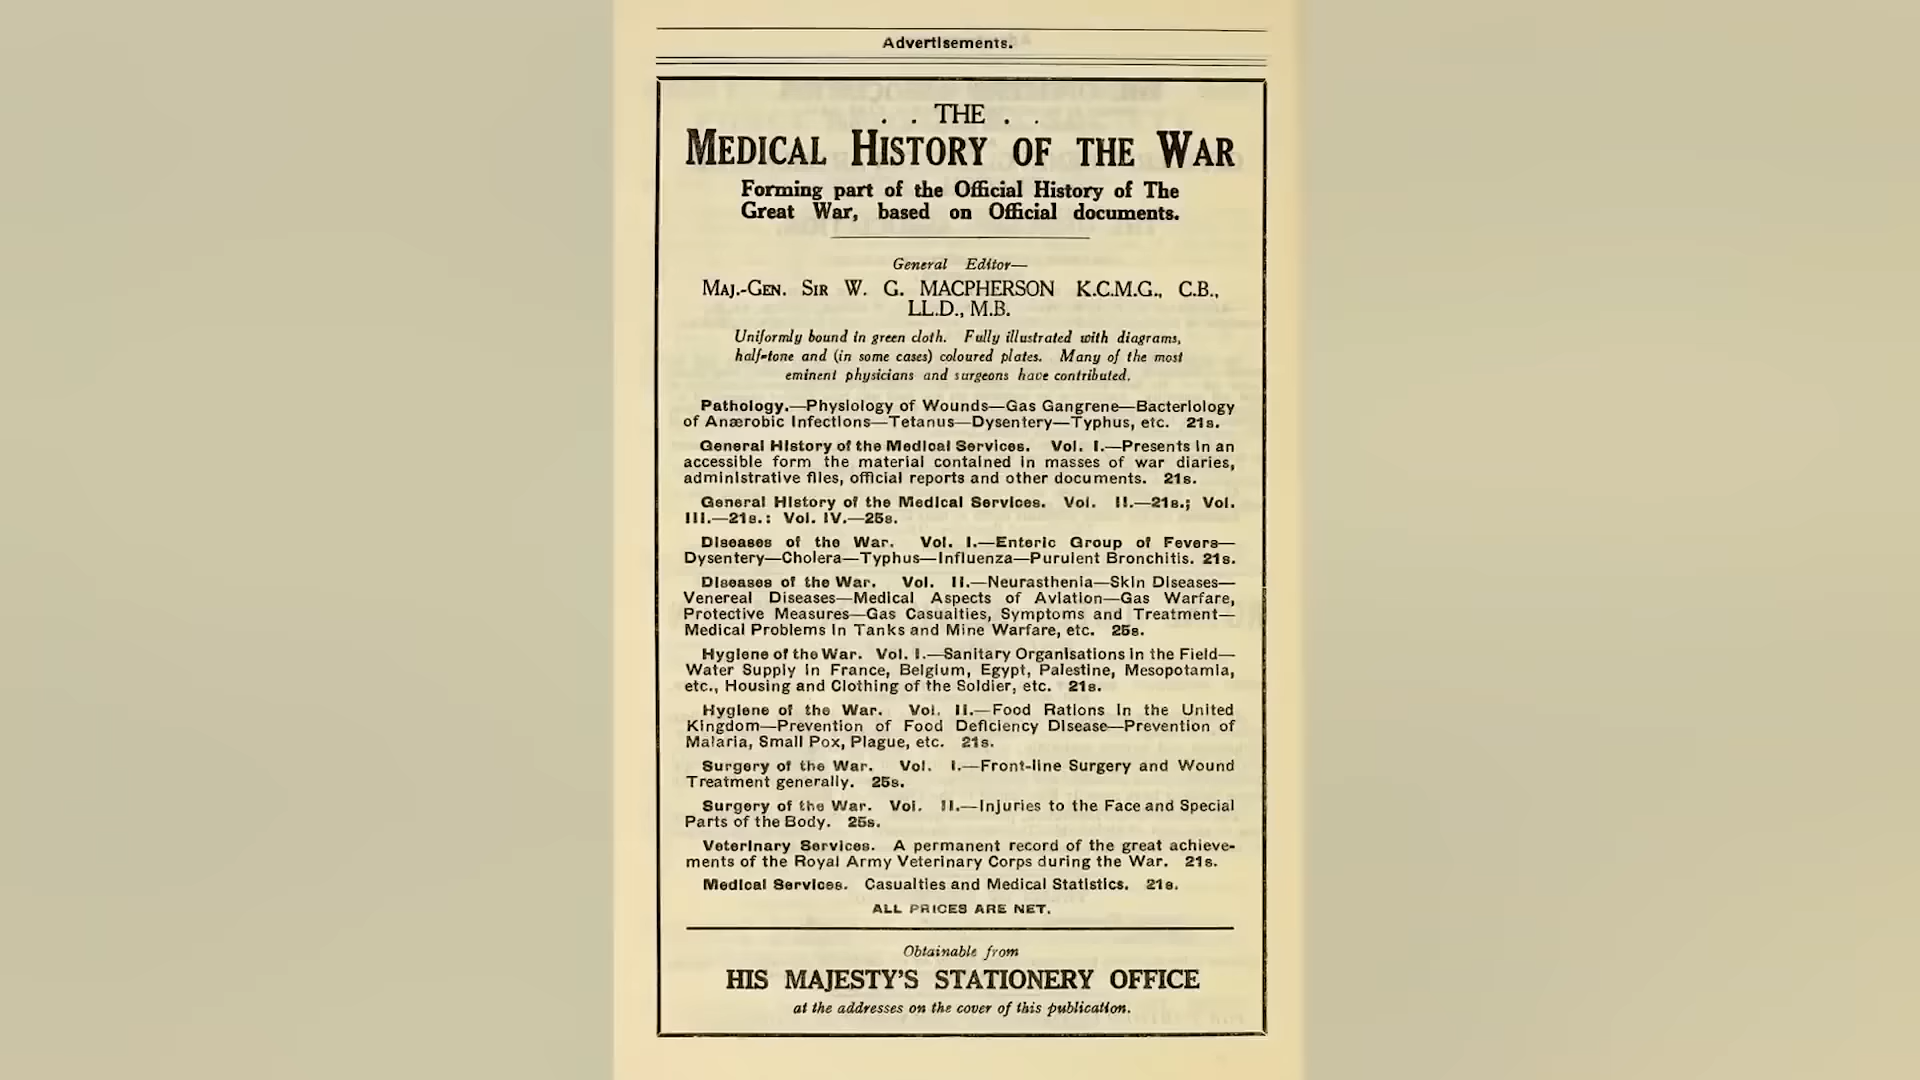 Advertisements.
. . THE . .
MEDICAL HISTORY OF THE WAR
Forming part of the Official History of The
Great War, based on Official documents.
General Editor—
MAJ.-GEN. SIR W. G. MACPHERSON K.C.M.G., C.B.,
LL.D., M.B.
Uniformly bound in green cloth. Fully illustrated with diagrams,
half-tone and (in some cases) coloured plates. Many of the most
eminent physicians and surgeons have contributed.
Pathology.—Physiology of Wounds—Gas Gangrene—Bacteriology
of Anærobic Infections—Tetanus—Dysentery—Typhus, etc. 21s.
General History of the Medical Services. Vol. I.—Presents in an
accessible form the material contained in masses of war diaries,
administrative files, official reports and other documents. 21s.
General History of the Medical Services. Vol. II.—21s.; Vol.
III.—21s.: Vol. IV.—25s.
Diseases of the War. Vol. I.—Enteric Group of Fevers—
Dysentery—Cholera—Typhus—Influenza—Purulent Bronchitis. 21s.
Diseases of the War. Vol. II.—Neurasthenia—Skin Diseases—
Venereal Diseases—Medical Aspects of Aviation—Gas Warfare,
Protective Measures—Gas Casualties, Symptoms and Treatment—
Medical Problems in Tanks and Mine Warfare, etc. 25s.
Hygiene of the War. Vol. I.—Sanitary Organisations in the Field—
Water Supply in France, Belgium, Egypt, Palestine, Mesopotamia,
etc., Housing and Clothing of the Soldier, etc. 21s.
Hygiene of the War. Vol. II.—Food Rations in the United
Kingdom—Prevention of Food Deficiency Disease—Prevention of
Malaria, Small Pox, Plague, etc. 21s.
Surgery of the War. Vol. I.—Front-line Surgery and Wound
Treatment generally. 25s.
Surgery of the War. Vol. II.—Injuries to the Face and Special
Parts of the Body. 25s.
Veterinary Services. A permanent record of the great achieve-
ments of the Royal Army Veterinary Corps during the War. 21s.
Medical Services. Casualties and Medical Statistics. 21s.
ALL PRICES ARE NET.
Obtainable from
HIS MAJESTY'S STATIONERY OFFICE
at the addresses on the cover of this publication.